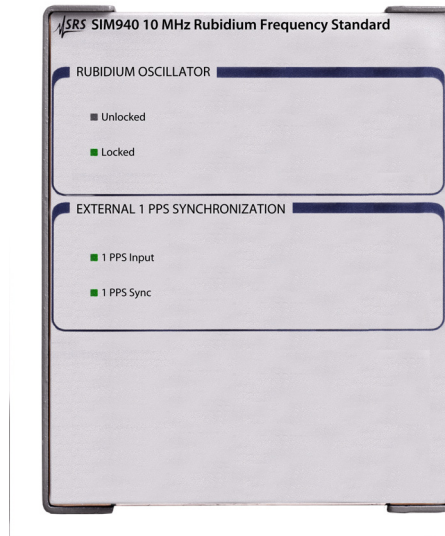 SRS SIM940 10 MHz Rubidium Frequency Standard
RUBIDIUM OSCILLATOR
Unlocked
Locked
EXTERNAL 1 PPS SYNCHRONIZATION
1 PPS Input
1 PPS Sync